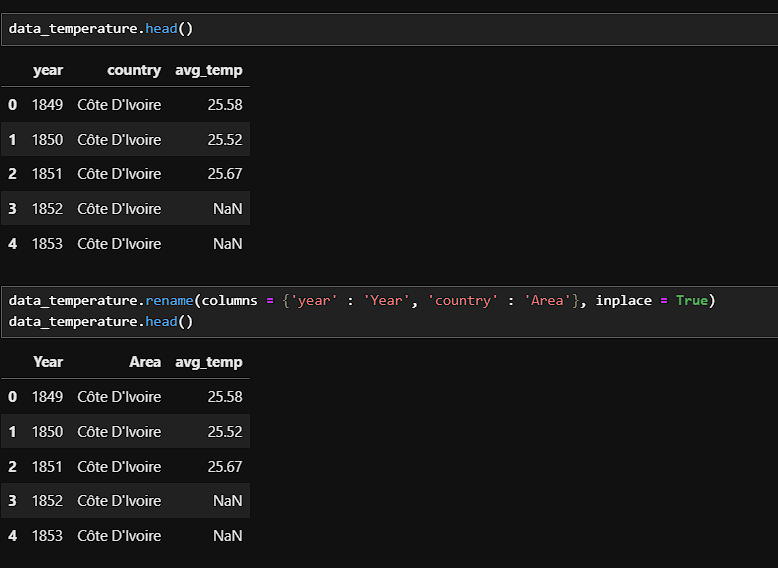 data_temperature.head()
year country avg_temp
0 1849 Côte D'Ivoire 25.58
1 1850 Côte D'Ivoire 25.52
2 1851 Côte D'Ivoire 25.67
3 1852 Côte D'Ivoire NaN
4 1853 Côte D'Ivoire NaN
data_temperature.rename(columns = {'year' : 'Year', 'country' : 'Area'}, inplace = True)
data_temperature.head()
Year Area avg_temp
0 1849 Côte D'Ivoire 25.58
1 1850 Côte D'Ivoire 25.52
2 1851 Côte D'Ivoire 25.67
3 1852 Côte D'Ivoire NaN
4 1853 Côte D'Ivoire NaN